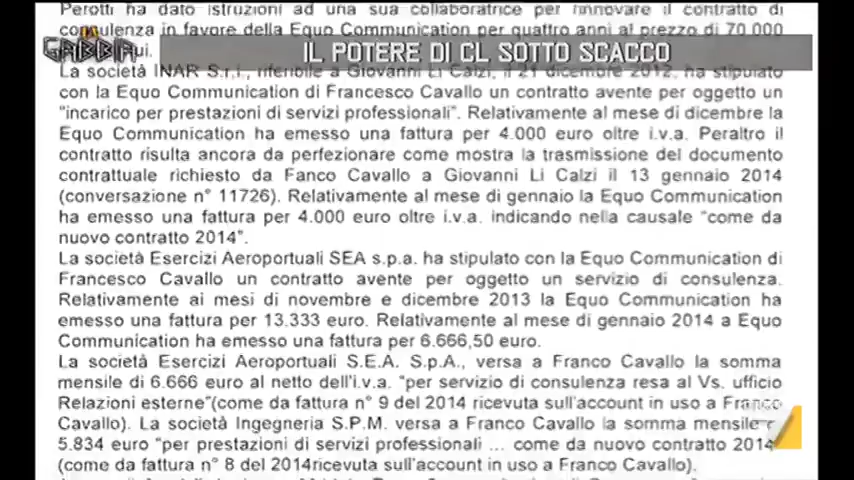 Perotti ha dato istruzioni ad una sua collaboratrice per rinnovare il contratto di
consulenza in favore della Equo Communication per quattro anni al prezzo di 70.000
GABBIA
IL POTERE DI CL SOTTO SCACCO
La società INAR S.r.l., riferibile a Giovanni Li Calzi, il 21 dicembre 2012, ha stipulato
con la Equo Communication di Francesco Cavallo un contratto avente per oggetto un
“incarico per prestazioni di servizi professionali”. Relativamente al mese di dicembre la
Equo Communication ha emesso una fattura per 4.000 euro oltre i.v.a. Peraltro il
contratto risulta ancora da perfezionare come mostra la trasmissione del documento
contrattuale richiesto da Fanco Cavallo a Giovanni Li Calzi il 13 gennaio 2014
(conversazione n° 11726). Relativamente al mese di gennaio la Equo Communication
ha emesso una fattura per 4.000 euro oltre i.v.a. indicando nella causale “come da
nuovo contratto 2014”.
La società Esercizi Aeroportuali SEA s.p.a. ha stipulato con la Equo Communication di
Francesco Cavallo un contratto avente per oggetto un servizio di consulenza.
Relativamente ai mesi di novembre e dicembre 2013 la Equo Communication ha
emesso una fattura per 13.333 euro. Relativamente al mese di gennaio 2014 a Equo
Communication ha emesso una fattura per 6.666,50 euro.
La società Esercizi Aeroportuali S.E.A. S.p.A., versa a Franco Cavallo la somma
mensile di 6.666 euro al netto dell'i.v.a. “per servizio di consulenza resa al Vs. ufficio
Relazioni esterne”(come da fattura n° 9 del 2014 ricevuta sull'account in uso a Franco
Cavallo). La società Ingegneria S.P.M. versa a Franco Cavallo la somma mensile
5.834 euro “per prestazioni di servizi professionali ... come da nuovo contratto 2014
(come da fattura n° 8 del 2014ricevuta sull'account in uso a Franco Cavallo).